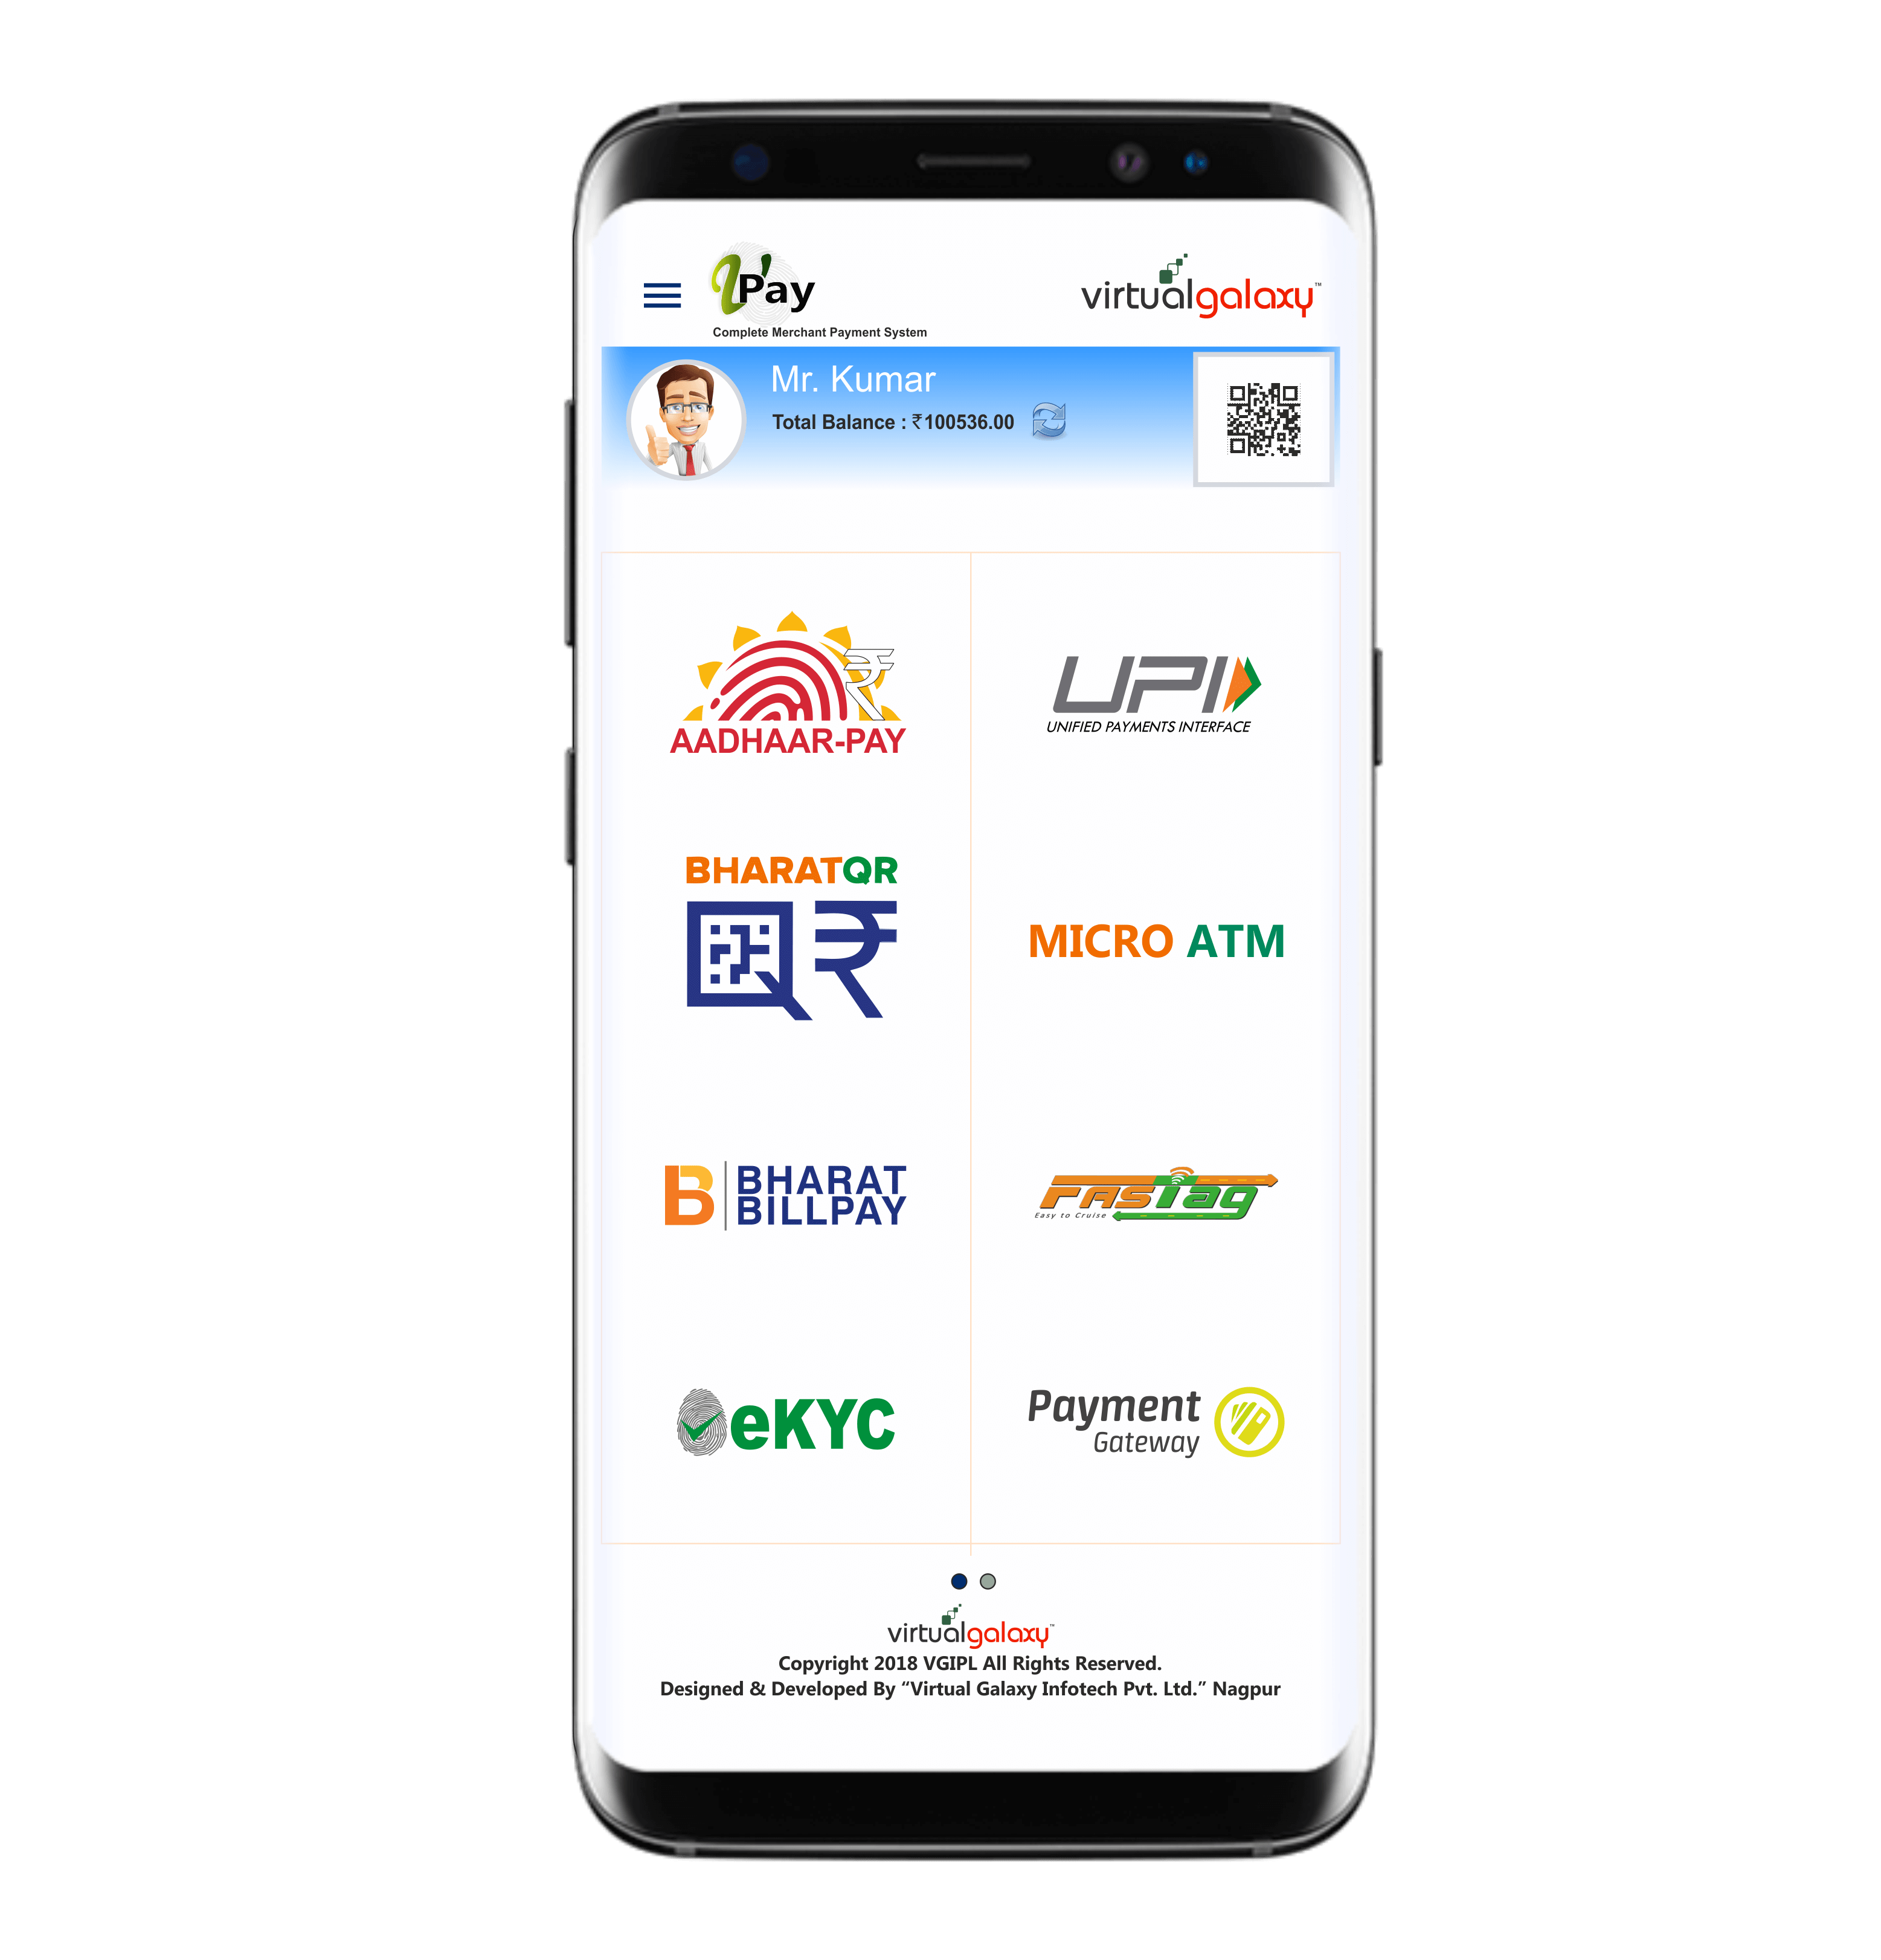 V'Pay
Complete Merchant Payment System
virtualgalaxy™
Mr. Kumar
Total Balance : ₹100536.00
AADHAAR-PAY
UPI
UNIFIED PAYMENTS INTERFACE
BHARATQR
MICRO ATM
B
BHARAT
BILLPAY
FASTag
Easy to Cruise
eKYC
Payment
Gateway
virtualgalaxy™
Copyright 2018 VGIPL All Rights Reserved.
Designed & Developed By “Virtual Galaxy Infotech Pvt. Ltd.” Nagpur